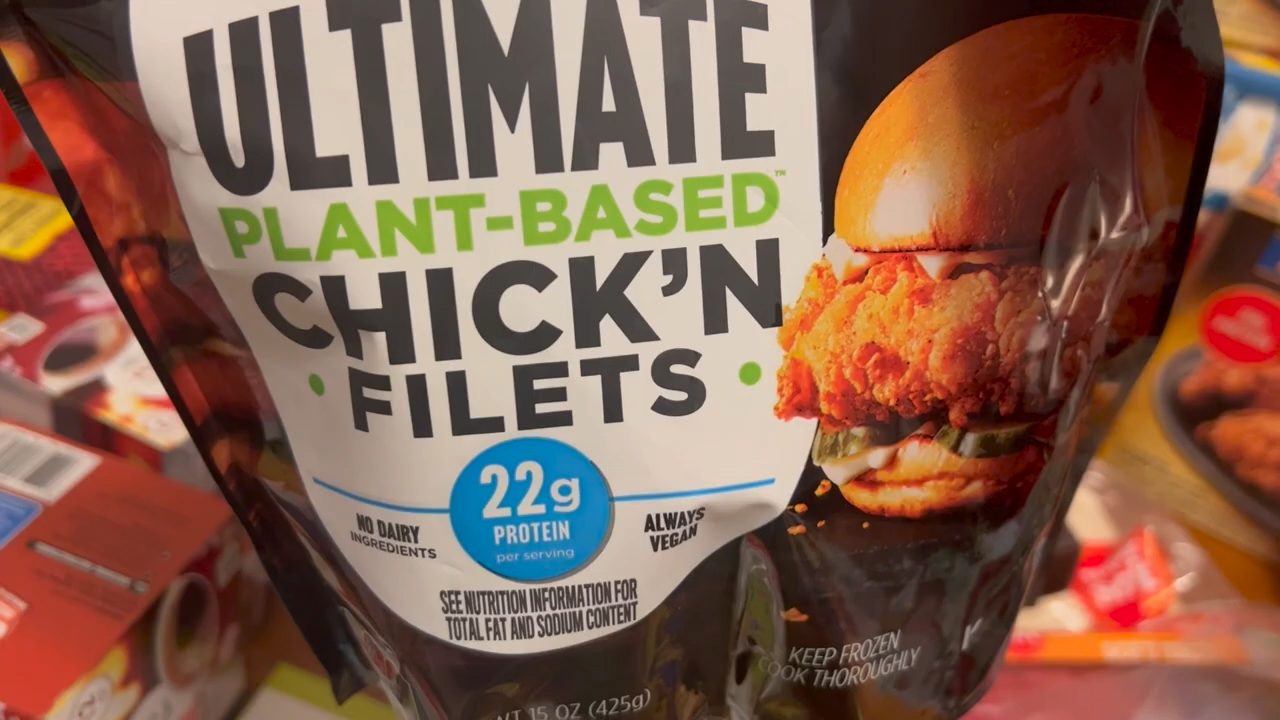 ULTIMATE
PLANT-BASED™
CHICK'N
FILETS
22g
PROTEIN
per serving
NO DAIRY
INGREDIENTS
ALWAYS
VEGAN
SEE NUTRITION INFORMATION FOR
TOTAL FAT AND SODIUM CONTENT
KEEP FROZEN
COOK THOROUGHLY
WT 15 OZ (425g)